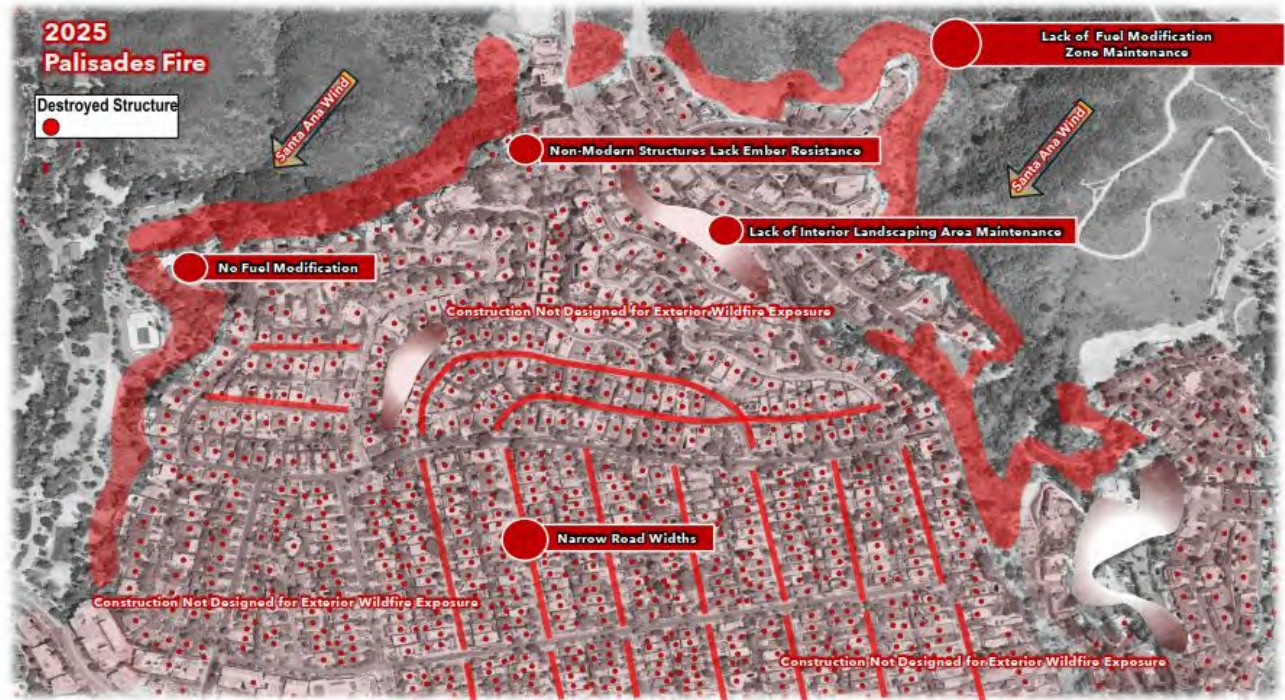 2025
Palisades Fire
Destroyed Structure
Santa Ana Wind
Lack of Fuel Modification
Zone Maintenance
Santa Ana Wind
Non-Modern Structures Lack Ember Resistance
Lack of Interior Landscaping Area Maintenance
No Fuel Modification
Construction Not Designed for Exterior Wildfire Exposure
Narrow Road Widths
Construction Not Designed for Exterior Wildfire Exposure
Construction Not Designed for Exterior Wildfire Exposure